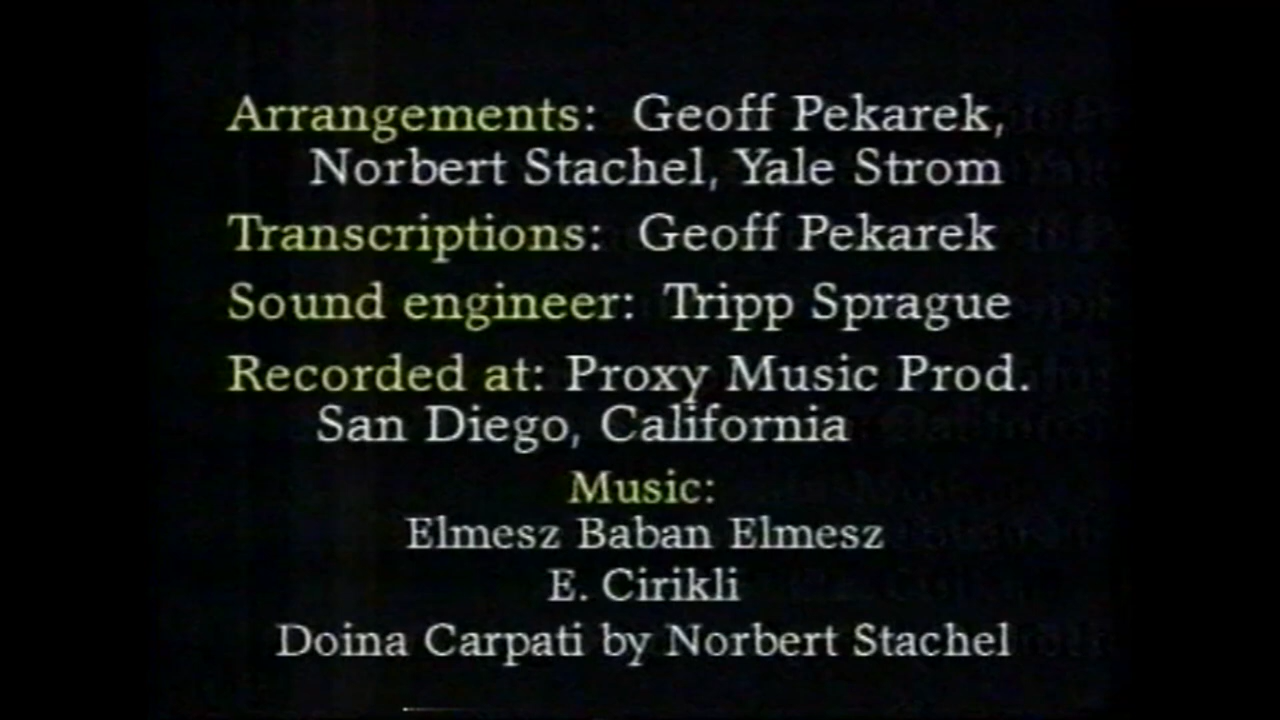 Arrangements: Geoff Pekarek,
Norbert Stachel, Yale Strom
Transcriptions: Geoff Pekarek
Sound engineer: Tripp Sprague
Recorded at: Proxy Music Prod.
San Diego, California
Music:
Elmesz Baban Elmesz
E. Cirikli
Doina Carpati by Norbert Stachel